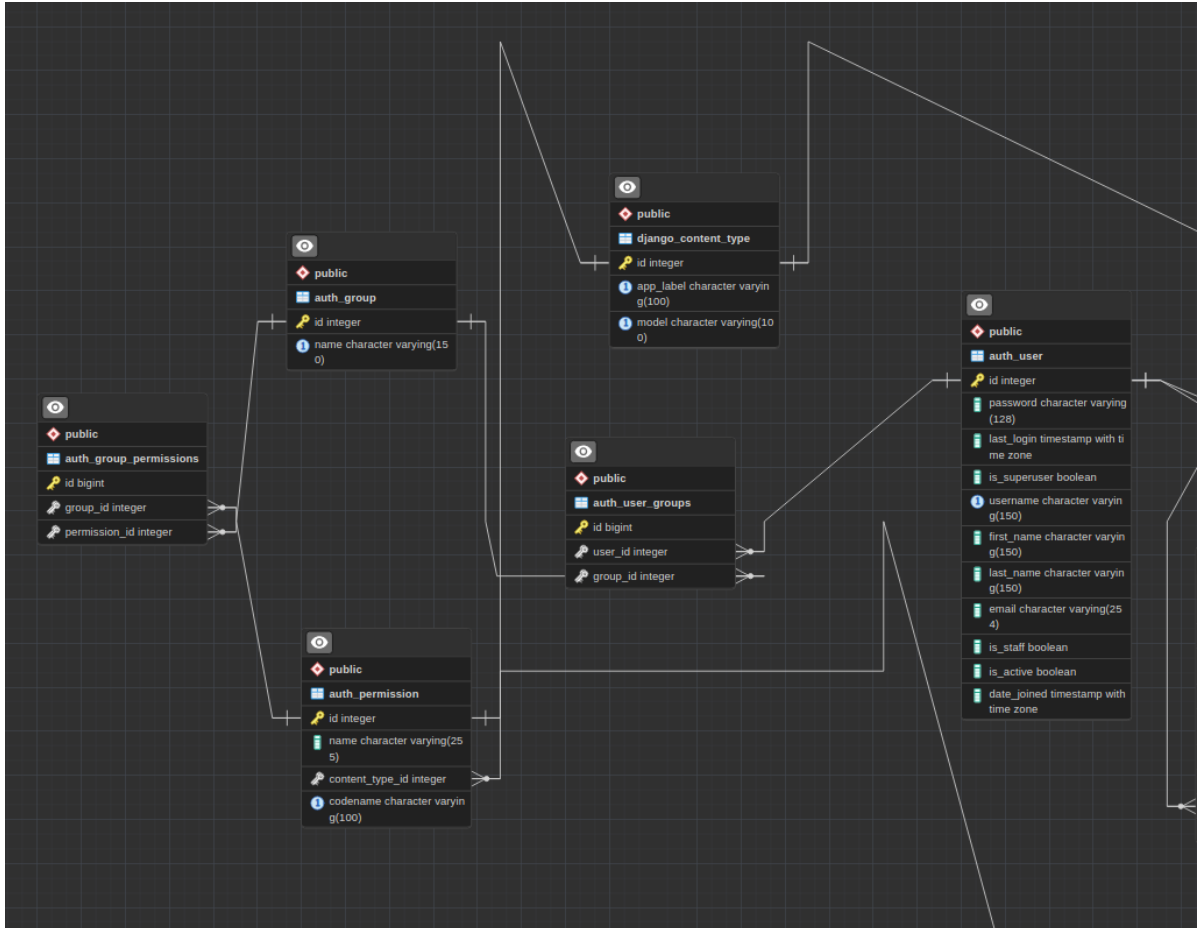 public
django_content_type
id integer
app_label character varyin
g(100)
model character varying(10
0)
public
auth_group
id integer
name character varying(15
0)
public
auth_user
id integer
password character varying
(128)
last_login timestamp with ti
me zone
is_superuser boolean
username character varyin
g(150)
first_name character varyin
g(150)
last_name character varyin
g(150)
email character varying(25
4)
is_staff boolean
is_active boolean
date_joined timestamp with
time zone
public
auth_group_permissions
id bigint
group_id integer
permission_id integer
public
auth_user_groups
id bigint
user_id integer
group_id integer
public
auth_permission
id integer
name character varying(25
5)
content_type_id integer
codename character varyin
g(100)